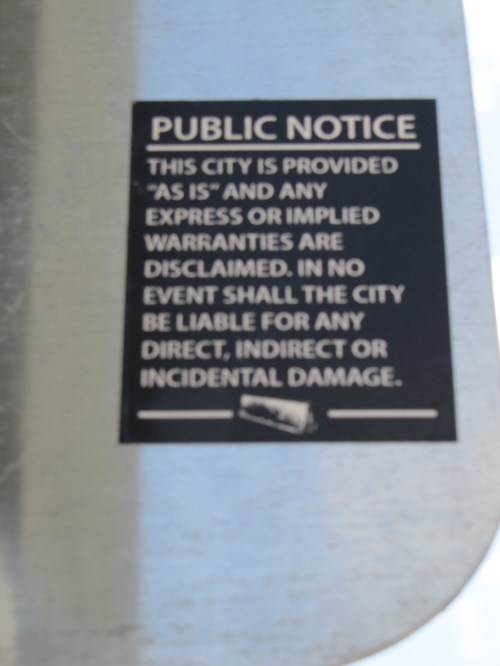 PUBLIC NOTICE
THIS CITY IS PROVIDED
"AS IS" AND ANY
EXPRESS OR IMPLIED
WARRANTIES ARE
DISCLAIMED. IN NO
EVENT SHALL THE CITY
BE LIABLE FOR ANY
DIRECT, INDIRECT OR
INCIDENTAL DAMAGE.